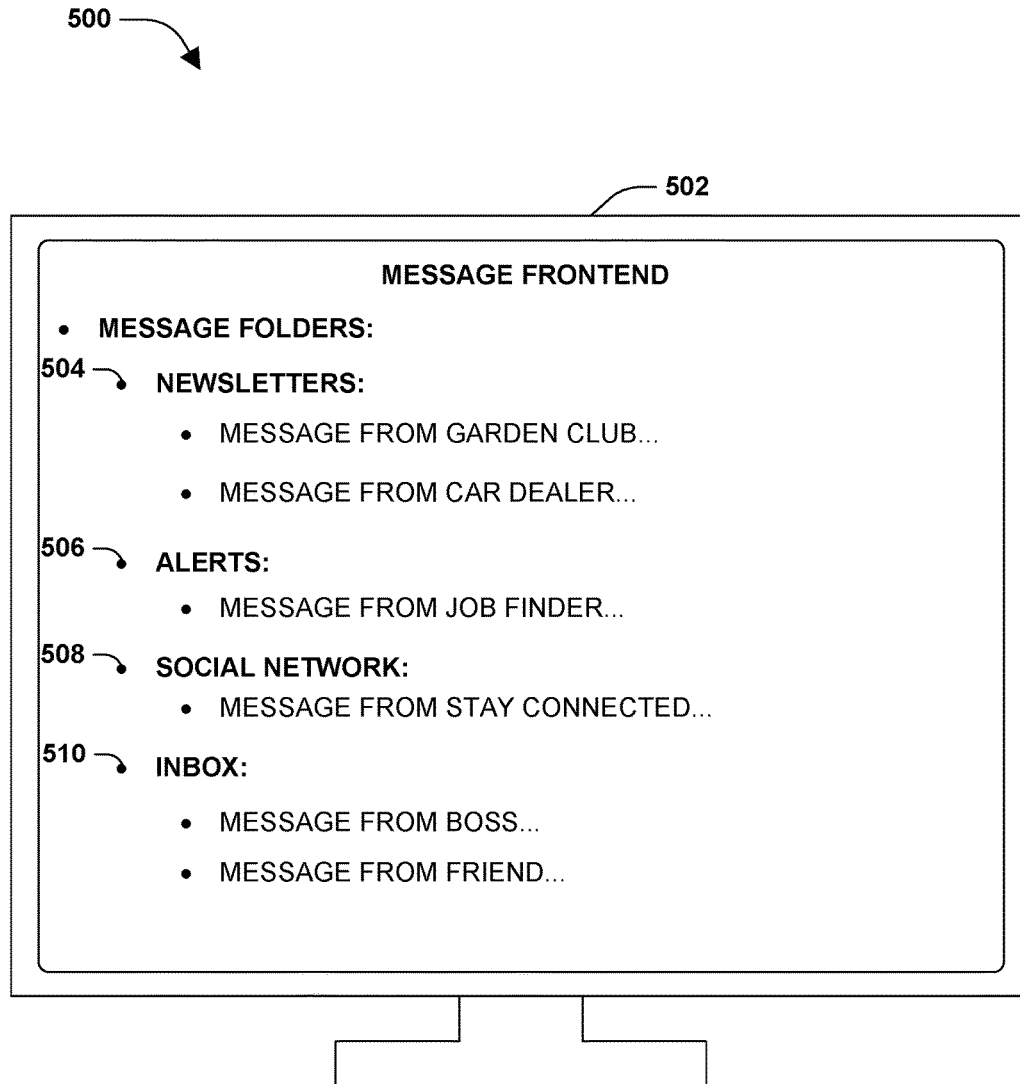 500
502
MESSAGE FRONTEND
• MESSAGE FOLDERS:
504 • NEWSLETTERS:
• MESSAGE FROM GARDEN CLUB...
• MESSAGE FROM CAR DEALER...
506 • ALERTS:
• MESSAGE FROM JOB FINDER...
508 • SOCIAL NETWORK:
• MESSAGE FROM STAY CONNECTED...
510 • INBOX:
• MESSAGE FROM BOSS...
• MESSAGE FROM FRIEND...